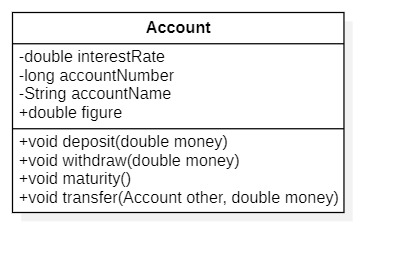 Account
-double interestRate
-long accountNumber
-String accountName
+double figure
+void deposit(double money)
+void withdraw(double money)
+void maturity()
+void transfer(Account other, double money)